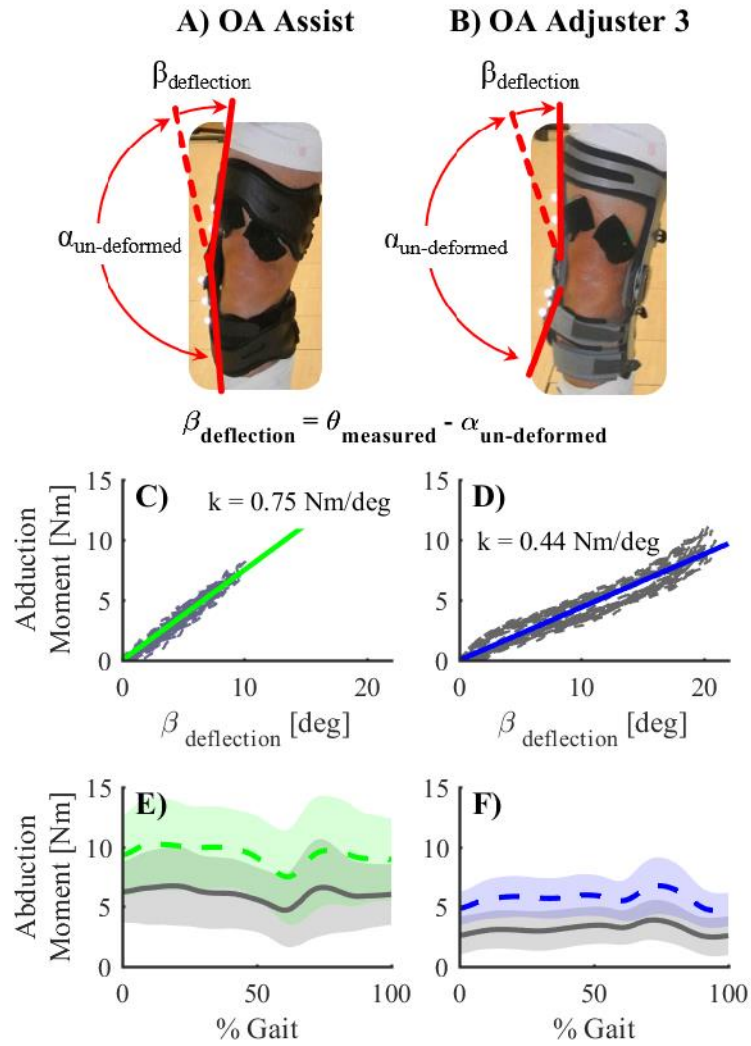 A) OA Assist
B) OA Adjuster 3
βdeflection
βdeflection
αun-deformed
αun-deformed
βdeflection = θmeasured - αun-deformed
C)
k = 0.75 Nm/deg
Abduction
Moment [Nm]
15
10
5
0
0
10
20
β deflection [deg]
D)
k = 0.44 Nm/deg
15
10
5
0
0
10
20
β deflection [deg]
E)
Abduction
Moment [Nm]
15
10
5
0
0
50
100
% Gait
F)
15
10
5
0
0
50
100
% Gait